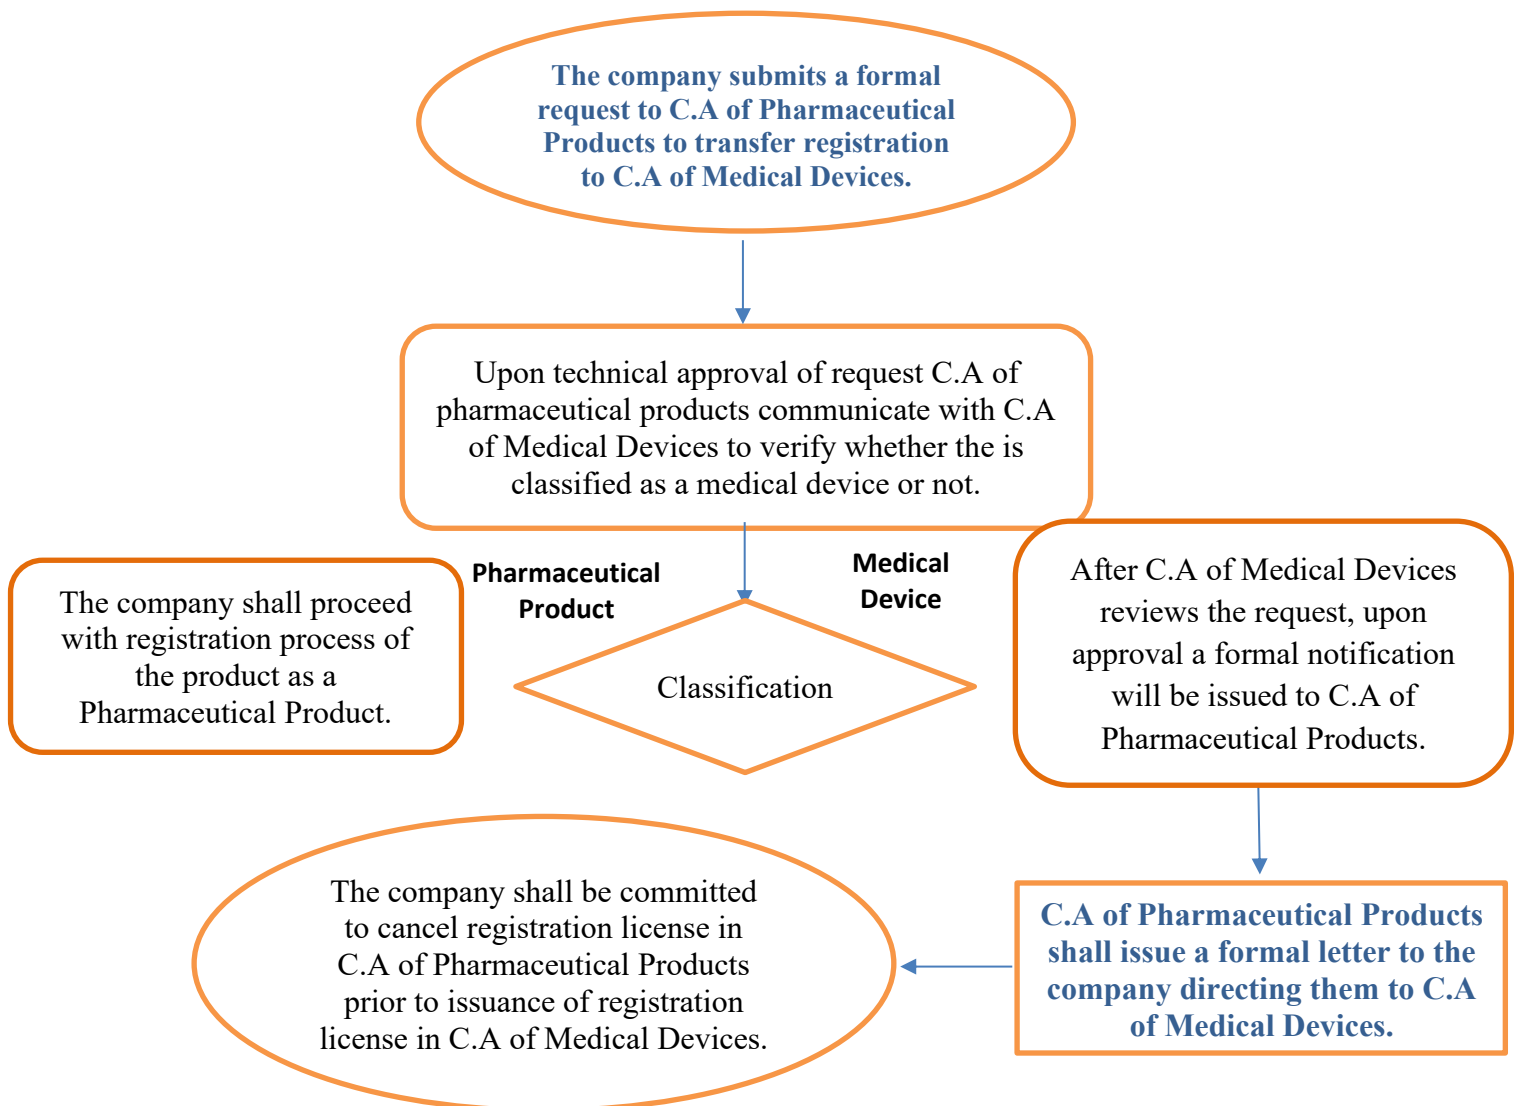 The company submits a formal
request to C.A of Pharmaceutical
Products to transfer registration
to C.A of Medical Devices.
Upon technical approval of request C.A of
pharmaceutical products communicate with C.A
of Medical Devices to verify whether the is
classified as a medical device or not.
Pharmaceutical
Product
Medical
Device
Classification
The company shall proceed
with registration process of
the product as a
Pharmaceutical Product.
After C.A of Medical Devices
reviews the request, upon
approval a formal notification
will be issued to C.A of
Pharmaceutical Products.
C.A of Pharmaceutical Products
shall issue a formal letter to the
company directing them to C.A
of Medical Devices.
The company shall be committed
to cancel registration license in
C.A of Pharmaceutical Products
prior to issuance of registration
license in C.A of Medical Devices.